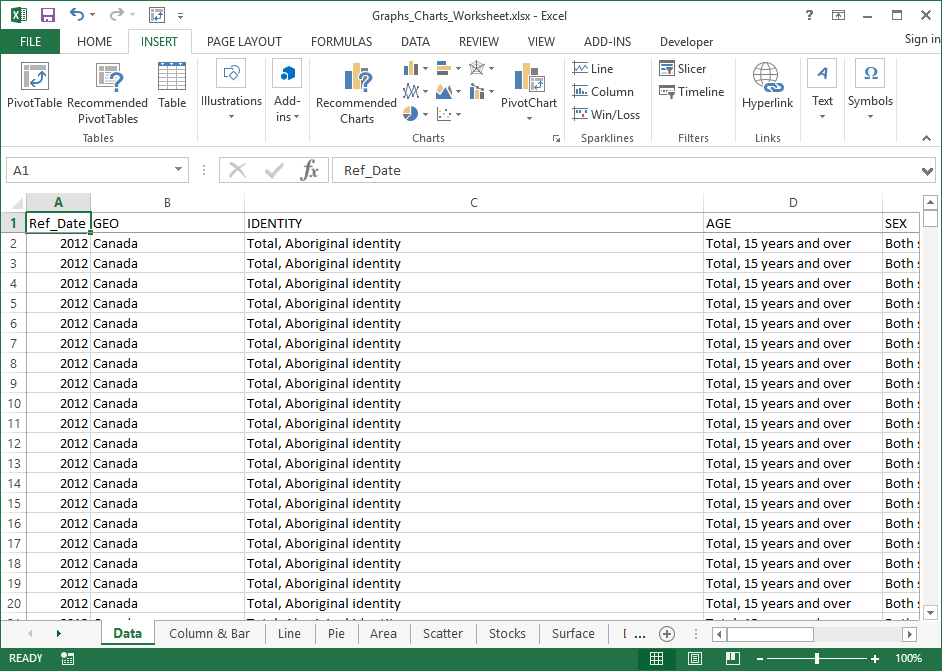 Graphs_Charts_Worksheet.xlsx - Excel
?
FILE HOME INSERT PAGE LAYOUT FORMULAS DATA REVIEW VIEW ADD-INS Developer Sign in
PivotTable Recommended PivotTables Table Illustrations Add-ins Recommended Charts PivotChart Line Column Win/Loss Slicer Timeline Hyperlink Text Symbols
Tables Charts Sparklines Filters Links
A1 fx Ref_Date
A B C D
1 Ref_Date GEO IDENTITY AGE SEX
2 2012 Canada Total, Aboriginal identity Total, 15 years and over Both
3 2012 Canada Total, Aboriginal identity Total, 15 years and over Both
4 2012 Canada Total, Aboriginal identity Total, 15 years and over Both
5 2012 Canada Total, Aboriginal identity Total, 15 years and over Both
6 2012 Canada Total, Aboriginal identity Total, 15 years and over Both
7 2012 Canada Total, Aboriginal identity Total, 15 years and over Both
8 2012 Canada Total, Aboriginal identity Total, 15 years and over Both
9 2012 Canada Total, Aboriginal identity Total, 15 years and over Both
10 2012 Canada Total, Aboriginal identity Total, 15 years and over Both
11 2012 Canada Total, Aboriginal identity Total, 15 years and over Both
12 2012 Canada Total, Aboriginal identity Total, 15 years and over Both
13 2012 Canada Total, Aboriginal identity Total, 15 years and over Both
14 2012 Canada Total, Aboriginal identity Total, 15 years and over Both
15 2012 Canada Total, Aboriginal identity Total, 15 years and over Both
16 2012 Canada Total, Aboriginal identity Total, 15 years and over Both
17 2012 Canada Total, Aboriginal identity Total, 15 years and over Both
18 2012 Canada Total, Aboriginal identity Total, 15 years and over Both
19 2012 Canada Total, Aboriginal identity Total, 15 years and over Both
20 2012 Canada Total, Aboriginal identity Total, 15 years and over Both
Data Column & Bar Line Pie Area Scatter Stocks Surface ...
READY 100%